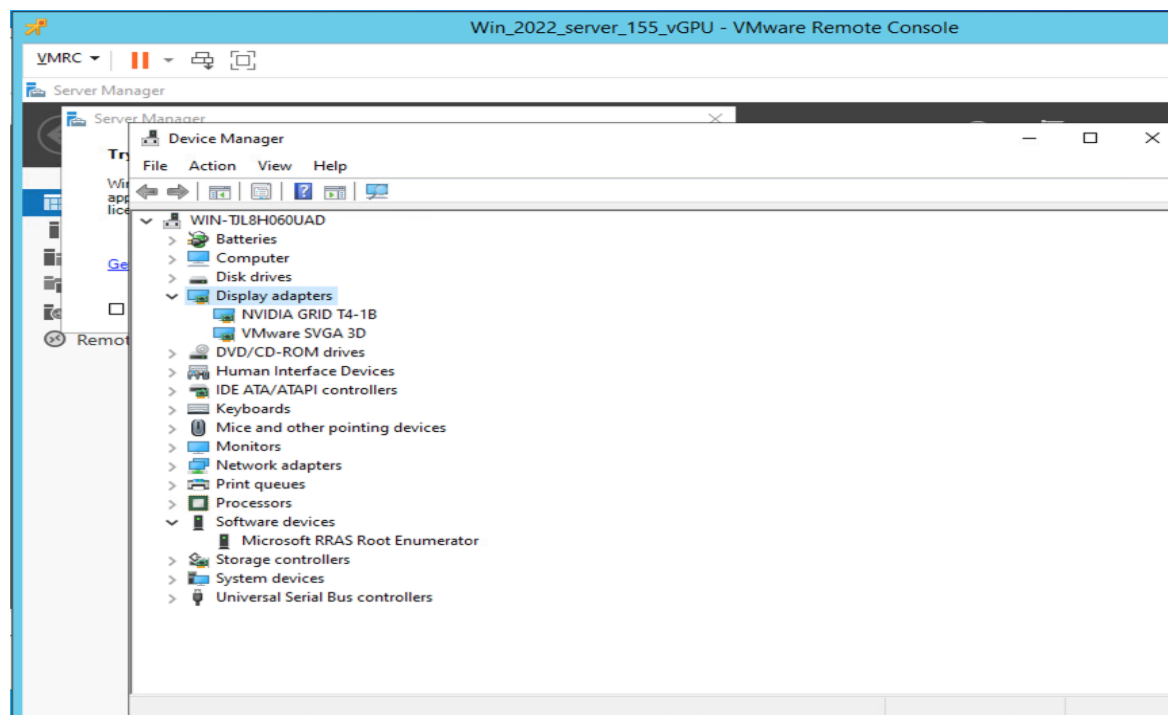 Win_2022_server_155_vGPU - VMware Remote Console
VMRC
Server Manager
Server Manager
Device Manager
File Action View Help
WIN-TJL8H060UAD
Batteries
Computer
Disk drives
Display adapters
NVIDIA GRID T4-1B
VMware SVGA 3D
DVD/CD-ROM drives
Human Interface Devices
IDE ATA/ATAPI controllers
Keyboards
Mice and other pointing devices
Monitors
Network adapters
Print queues
Processors
Software devices
Microsoft RRAS Root Enumerator
Storage controllers
System devices
Universal Serial Bus controllers